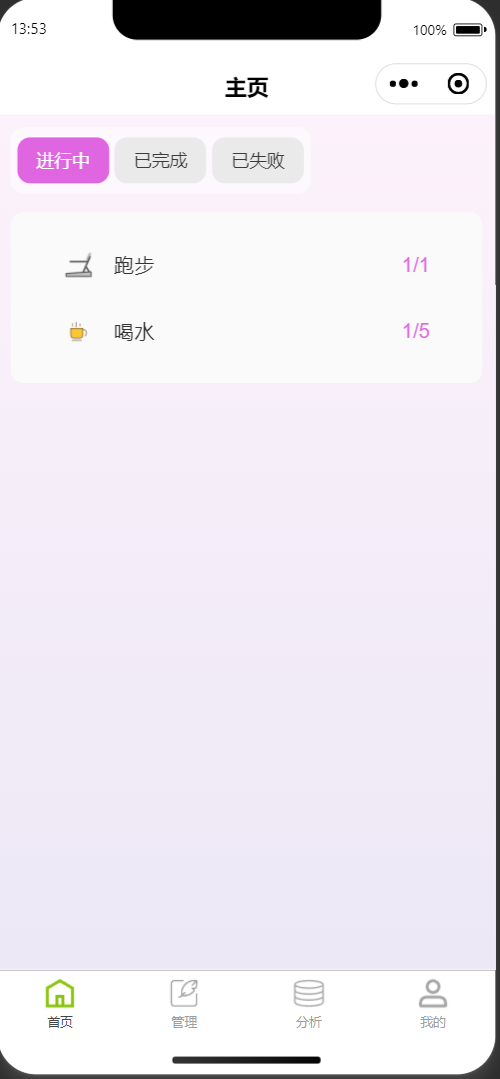 13:53
100%
主页
进行中 已完成 已失败
跑步 1/1
喝水 1/5
首页 管理 分析 我的